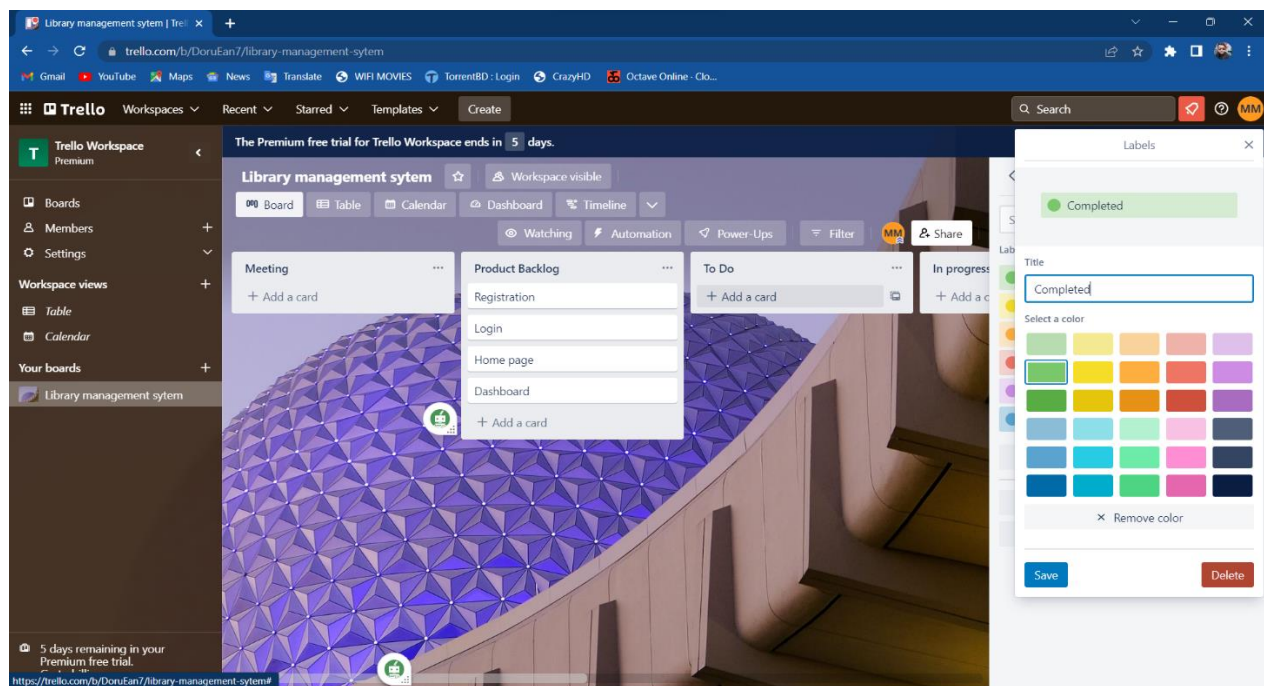 Library management sytem | Trel
trello.com/b/DoruEan7/library-management-sytem
Gmail YouTube Maps News Translate WIFI MOVIES TorrentBD : Login CrazyHD Octave Online - Clo...
Trello Workspaces Recent Starred Templates Create Search MM
T Trello Workspace
Premium
Boards
Members
Settings
Workspace views
Table
Calendar
Your boards
Library management sytem
5 days remaining in your
Premium free trial.
https://trello.com/b/DoruEan7/library-management-sytem#
The Premium free trial for Trello Workspace ends in 5 days.
Library management sytem Workspace visible
Board Table Calendar Dashboard Timeline
Watching Automation Power-Ups Filter MM Share
Meeting
+ Add a card
Product Backlog
Registration
Login
Home page
Dashboard
+ Add a card
To Do
+ Add a card
In progress
+ Add a c
S
Lab
Labels
Completed
Title
Completed
Select a color
Remove color
Save Delete